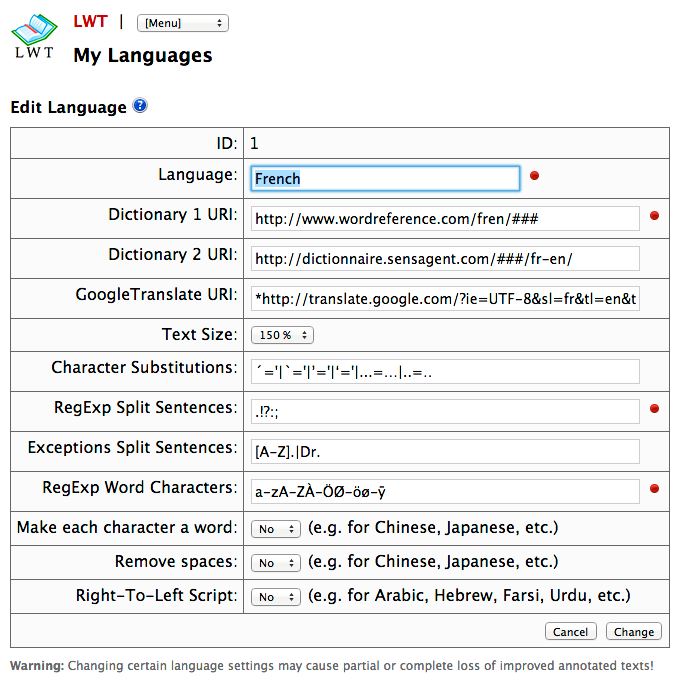 LWT | [Menu]
LWT
My Languages
Edit Language ?
ID: 1
Language: French
Dictionary 1 URI: http://www.wordreference.com/fren/###
Dictionary 2 URI: http://dictionnaire.sensagent.com/###/fr-en/
GoogleTranslate URI: *http://translate.google.com/?ie=UTF-8&sl=fr&tl=en&t
Text Size: 150 %
Character Substitutions: ´='|`='|’='|‘='|...=…|..=‥
RegExp Split Sentences: .!?:;
Exceptions Split Sentences: [A-Z].|Dr.
RegExp Word Characters: a-zA-ZÀ-ÖØ-öø-ȳ
Make each character a word: No (e.g. for Chinese, Japanese, etc.)
Remove spaces: No (e.g. for Chinese, Japanese, etc.)
Right-To-Left Script: No (e.g. for Arabic, Hebrew, Farsi, Urdu, etc.)
Cancel Change
Warning: Changing certain language settings may cause partial or complete loss of improved annotated texts!